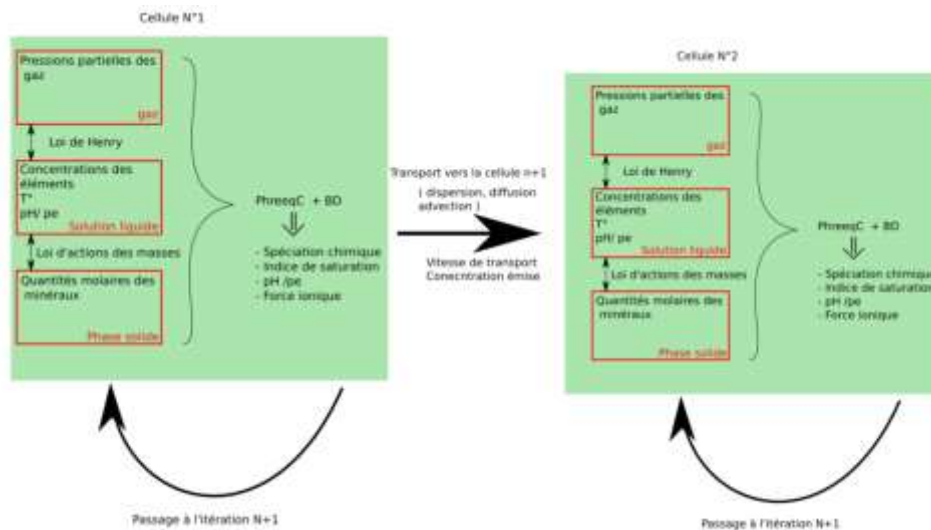 Cellule N°1
Pressions partielles des
gaz
gaz
Loi de Henry
Concentrations des
éléments
T°
pH/ pe
Solution liquide
Loi d'actions des masses
Quantités molaires des
minéraux
Phase solide
PhreeqC + BD
- Spéciation chimique
- Indice de saturation
- pH /pe
- Force ionique
Passage à l'itération N+1
Transport vers la cellule n+1
( dispersion, diffusion
advection )
Vitesse de transport
Conecntration émise
Cellule N°2
Pressions partielles des
gaz
gaz
Loi de Henry
Concentrations des
éléments
T°
pH/ pe
Solution liquide
Loi d'actions des masses
Quantités molaires des
minéraux
Phase solide
PhreeqC + BD
- Spéciation chimique
- Indice de saturation
- pH /pe
- Force ionique
Passage à l'itération N+1